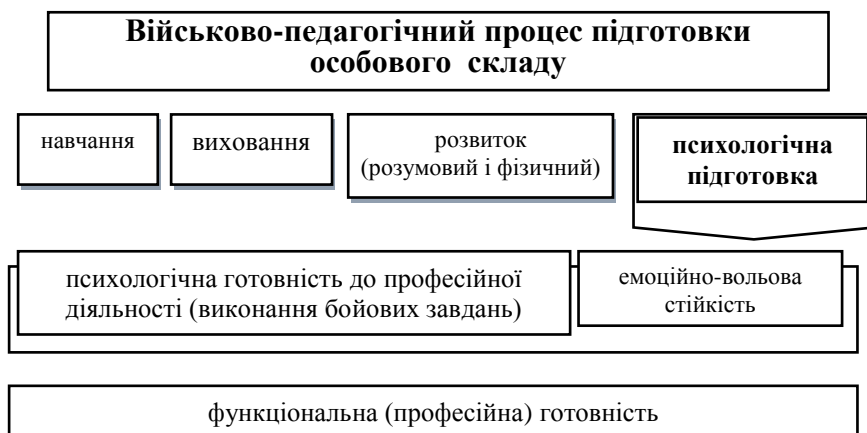 Військово-педагогічний процес підготовки
особового складу
навчання
виховання
розвиток
(розумовий і фізичний)
психологічна
підготовка
психологічна готовність до професійної
діяльності (виконання бойових завдань)
емоційно-вольова
стійкість
функціональна (професійна) готовність